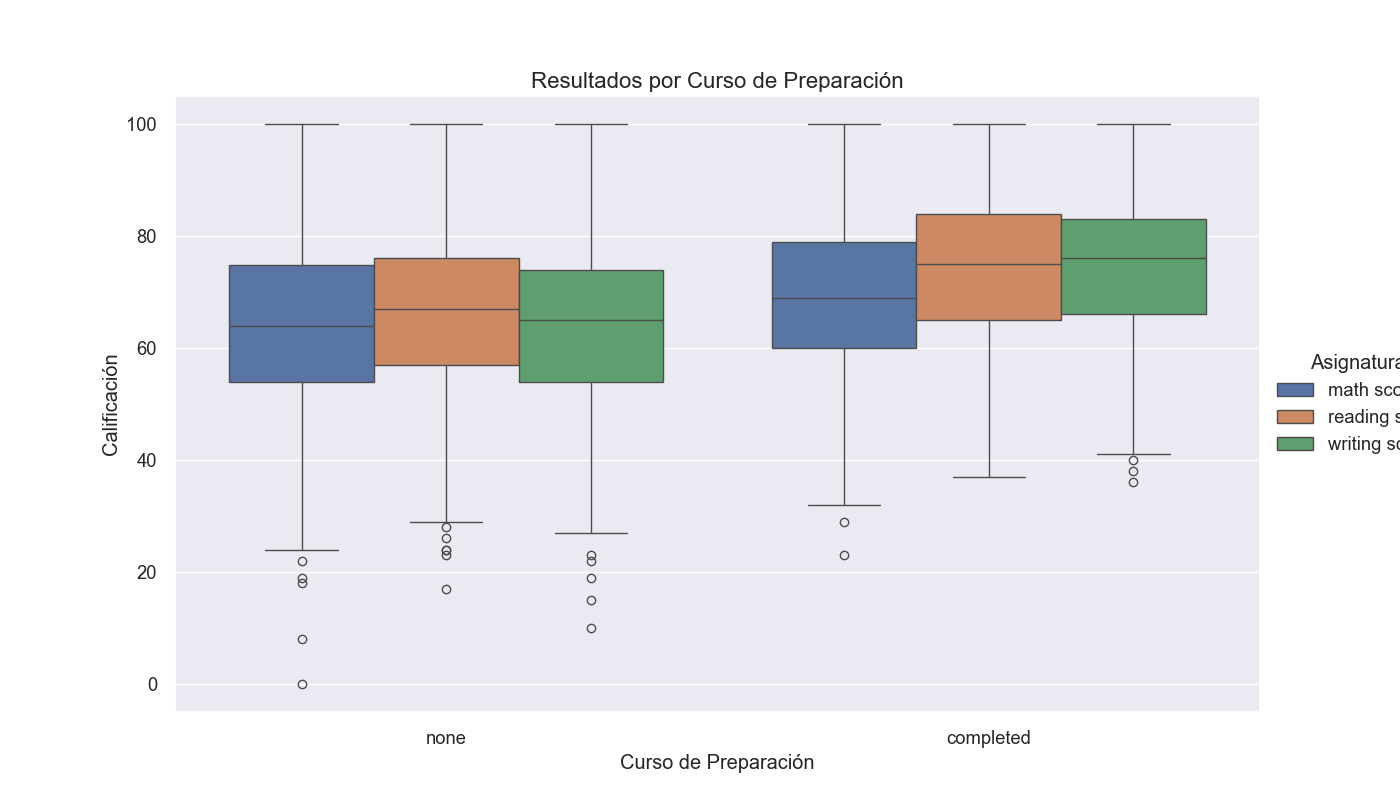 Resultados por Curso de Preparación
100
80
60
40
20
0
Calificación
none
completed
Curso de Preparación
Asignatura
math sco
reading s
writing sc